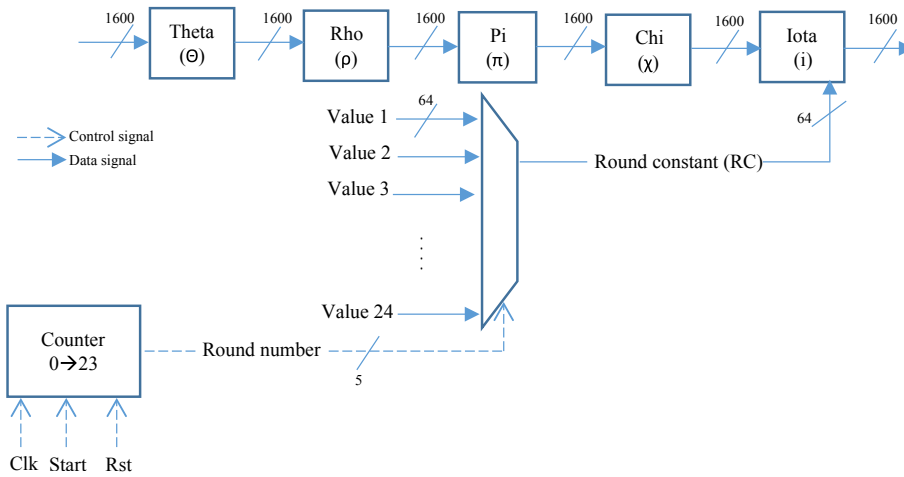 1600
1600
1600
1600
1600
1600
Theta
(Θ)
Rho
(ρ)
Pi
(π)
Chi
(χ)
Iota
(i)
64
Value 1
64
Control signal
Data signal
Value 2
Round constant (RC)
Value 3
. . . .
Value 24
Counter
0→23
Round number
5
Clk
Start
Rst